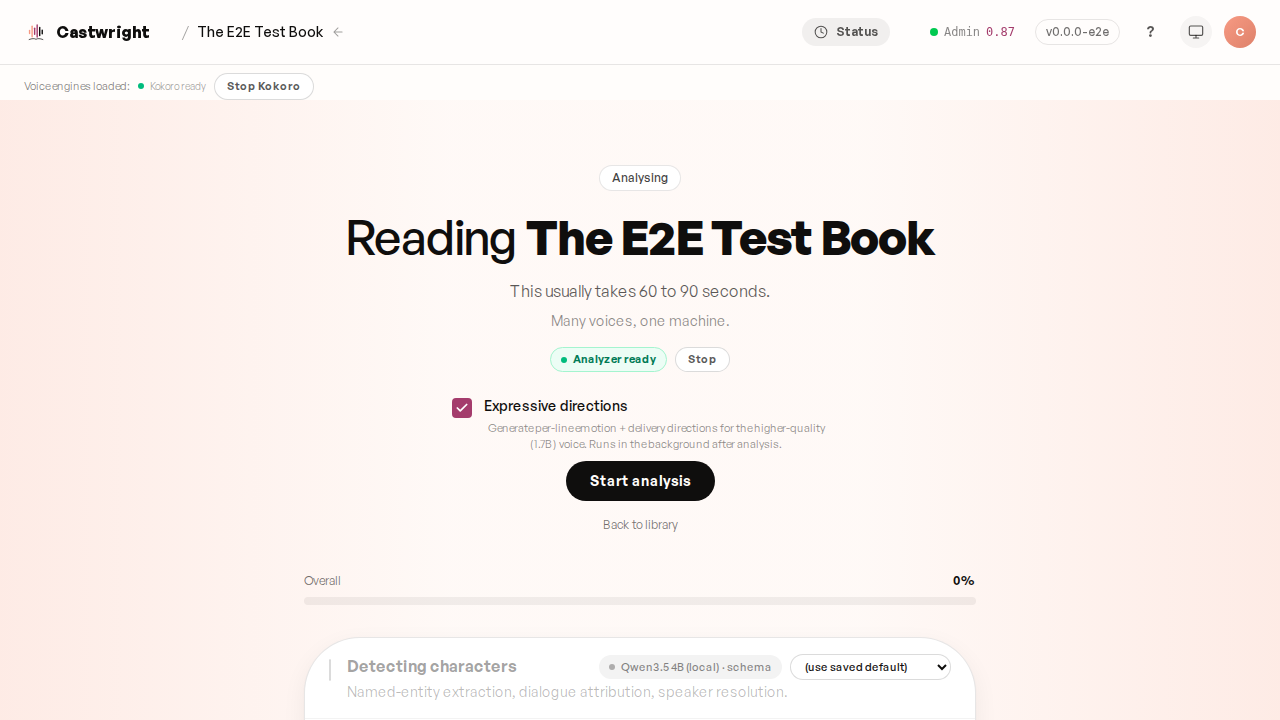 Castwright / The E2E Test Book ← Status Admin 0.87 v0.0.0-e2e ? C
Voice engines loaded: Kokoro ready Stop Kokoro
Analysing
Reading The E2E Test Book
This usually takes 60 to 90 seconds.
Many voices, one machine.
Analyzer ready Stop
Expressive directions
Generate per-line emotion + delivery directions for the higher-quality
(1.7B) voice. Runs in the background after analysis.
Start analysis
Back to library
Overall 0%
Detecting characters Qwen3.5 4B (local) · schema (use saved default)
Named-entity extraction, dialogue attribution, speaker resolution.